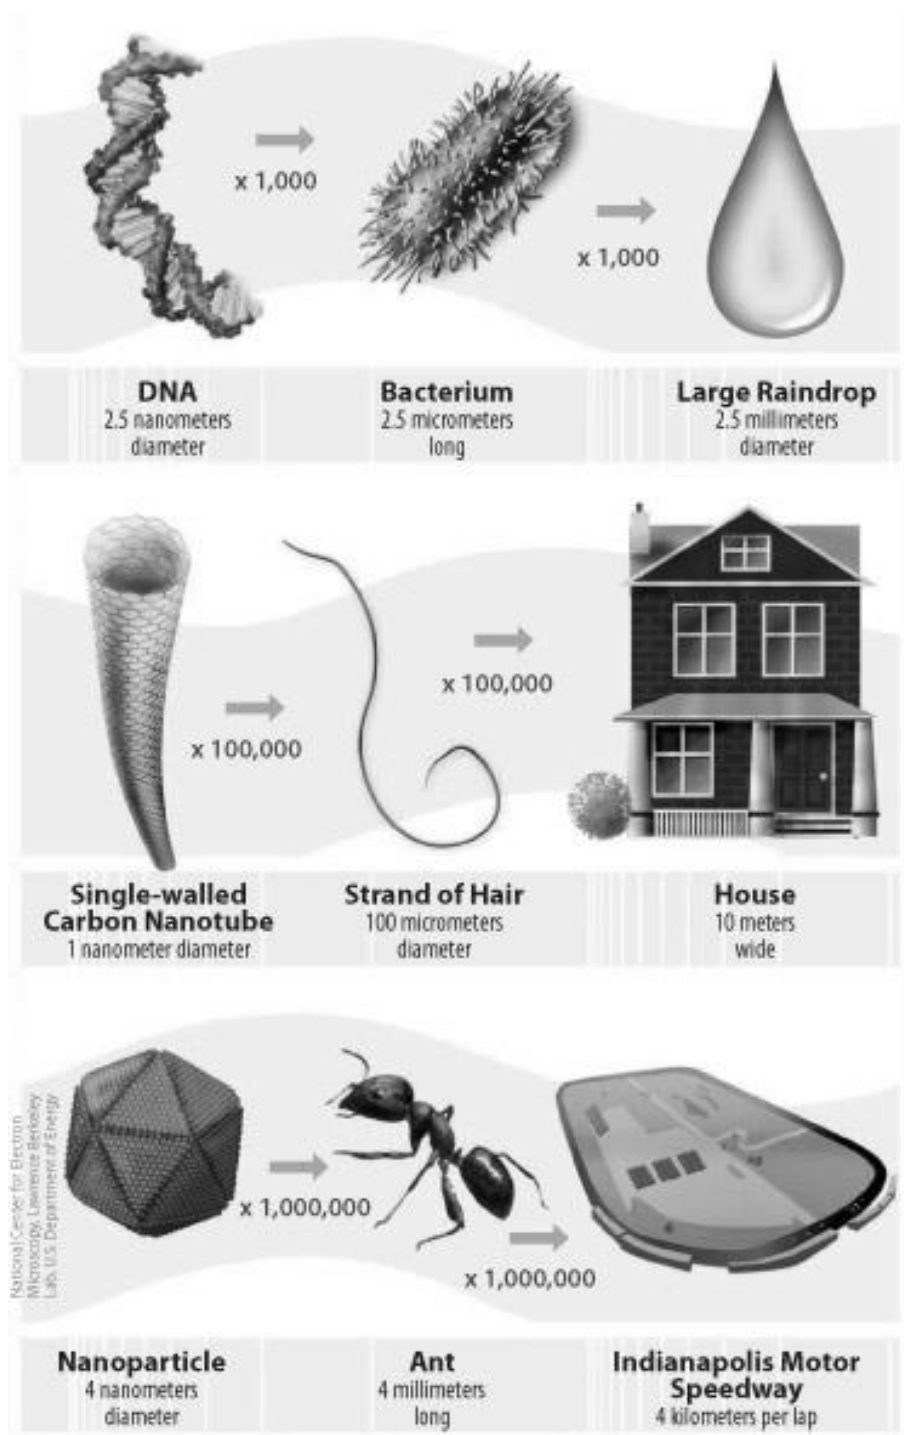 x 1,000
x 1,000
DNA
2.5 nanometers
diameter
Bacterium
2.5 micrometers
long
Large Raindrop
2.5 millimeters
diameter
x 100,000
x 100,000
Single-walled
Carbon Nanotube
1 nanometer diameter
Strand of Hair
100 micrometers
diameter
House
10 meters
wide
National Center for Electron
Microscopy, Lawrence Berkeley
Lab, U.S. Department of Energy
x 1,000,000
x 1,000,000
Nanoparticle
4 nanometers
diameter
Ant
4 millimeters
long
Indianapolis Motor
Speedway
4 kilometers per lap